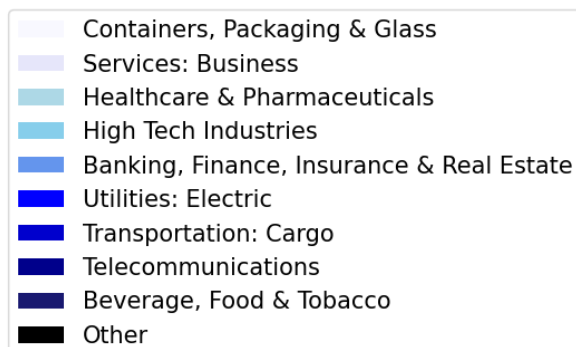 Containers, Packaging & Glass
Services: Business
Healthcare & Pharmaceuticals
High Tech Industries
Banking, Finance, Insurance & Real Estate
Utilities: Electric
Transportation: Cargo
Telecommunications
Beverage, Food & Tobacco
Other